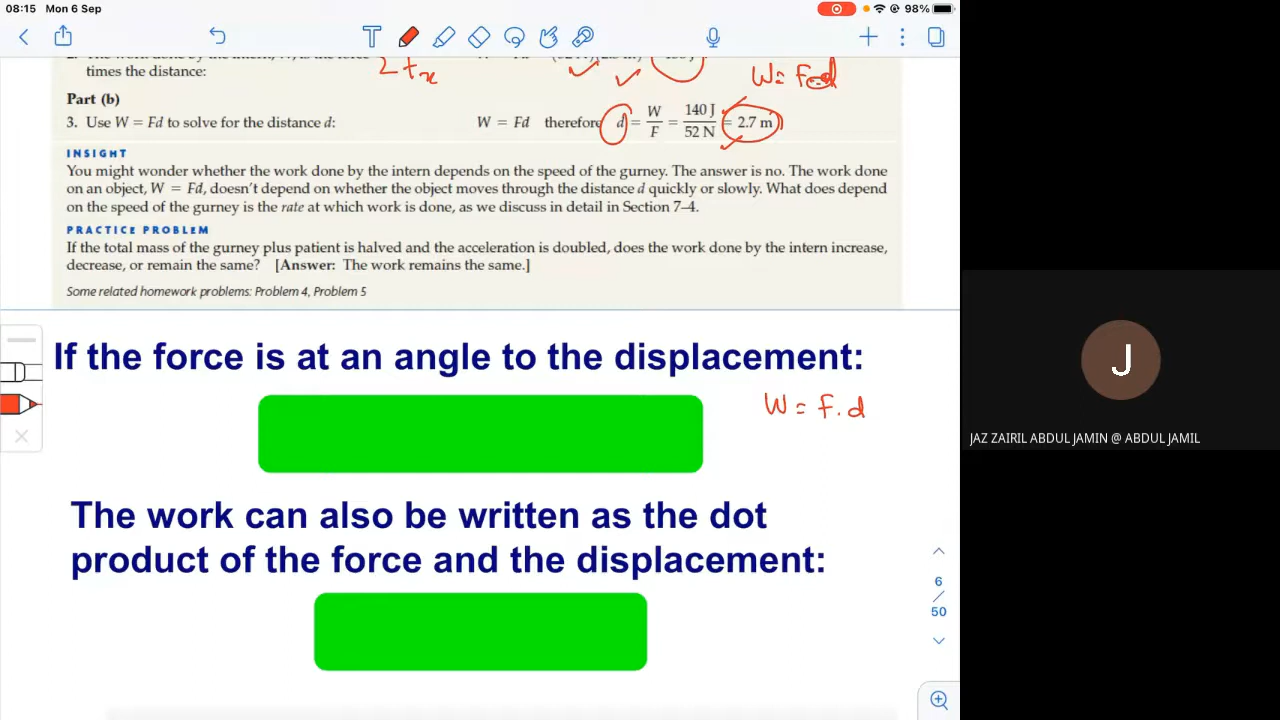 08:15 Mon 6 Sep
98%
times the distance:
W = F d
Part (b)
3. Use W = Fd to solve for the distance d:
W = Fd therefore d = W/F = 140 J/52 N = 2.7 m
INSIGHT
You might wonder whether the work done by the intern depends on the speed of the gurney. The answer is no. The work done
on an object, W = Fd, doesn't depend on whether the object moves through the distance d quickly or slowly. What does depend
on the speed of the gurney is the rate at which work is done, as we discuss in detail in Section 7–4.
PRACTICE PROBLEM
If the total mass of the gurney plus patient is halved and the acceleration is doubled, does the work done by the intern increase,
decrease, or remain the same? [Answer: The work remains the same.]
Some related homework problems: Problem 4, Problem 5
If the force is at an angle to the displacement:
W = F.d
The work can also be written as the dot
product of the force and the displacement:
6
/
50
J
JAZ ZAIRIL ABDUL JAMIN @ ABDUL JAMIL